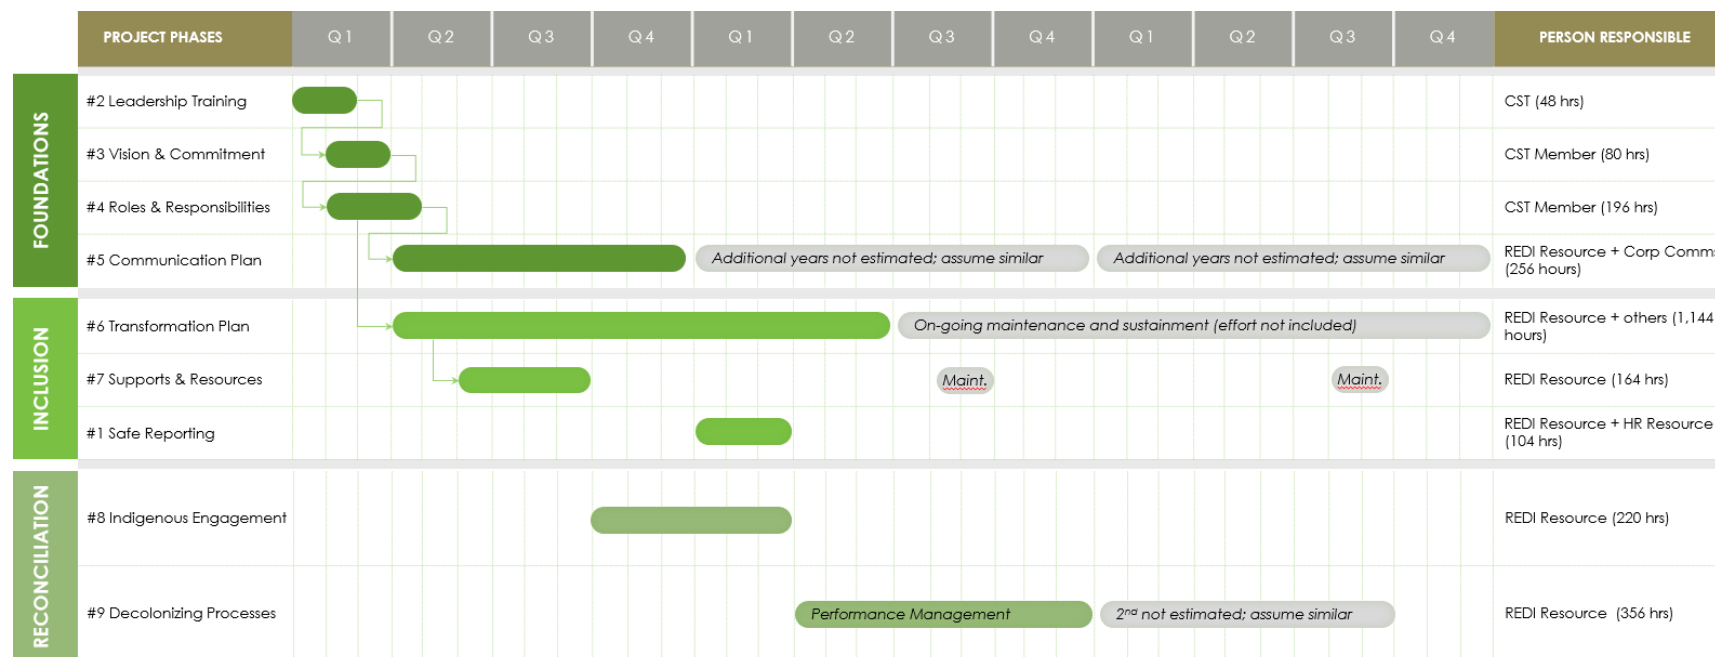 PROJECT PHASES Q1 Q2 Q3 Q4 Q1 Q2 Q3 Q4 Q1 Q2 Q3 Q4 PERSON RESPONSIBLE
FOUNDATIONS
#2 Leadership Training CST (48 hrs)
#3 Vision & Commitment CST Member (80 hrs)
#4 Roles & Responsibilities CST Member (196 hrs)
#5 Communication Plan Additional years not estimated; assume similar Additional years not estimated; assume similar REDI Resource + Corp Comms
(256 hours)
INCLUSION
#6 Transformation Plan On-going maintenance and sustainment (effort not included) REDI Resource + others (1,144
hours)
#7 Supports & Resources Maint. Maint. REDI Resource (164 hrs)
#1 Safe Reporting REDI Resource + HR Resource
(104 hrs)
RECONCILIATION
#8 Indigenous Engagement REDI Resource (220 hrs)
#9 Decolonizing Processes Performance Management 2nd not estimated; assume similar REDI Resource (356 hrs)